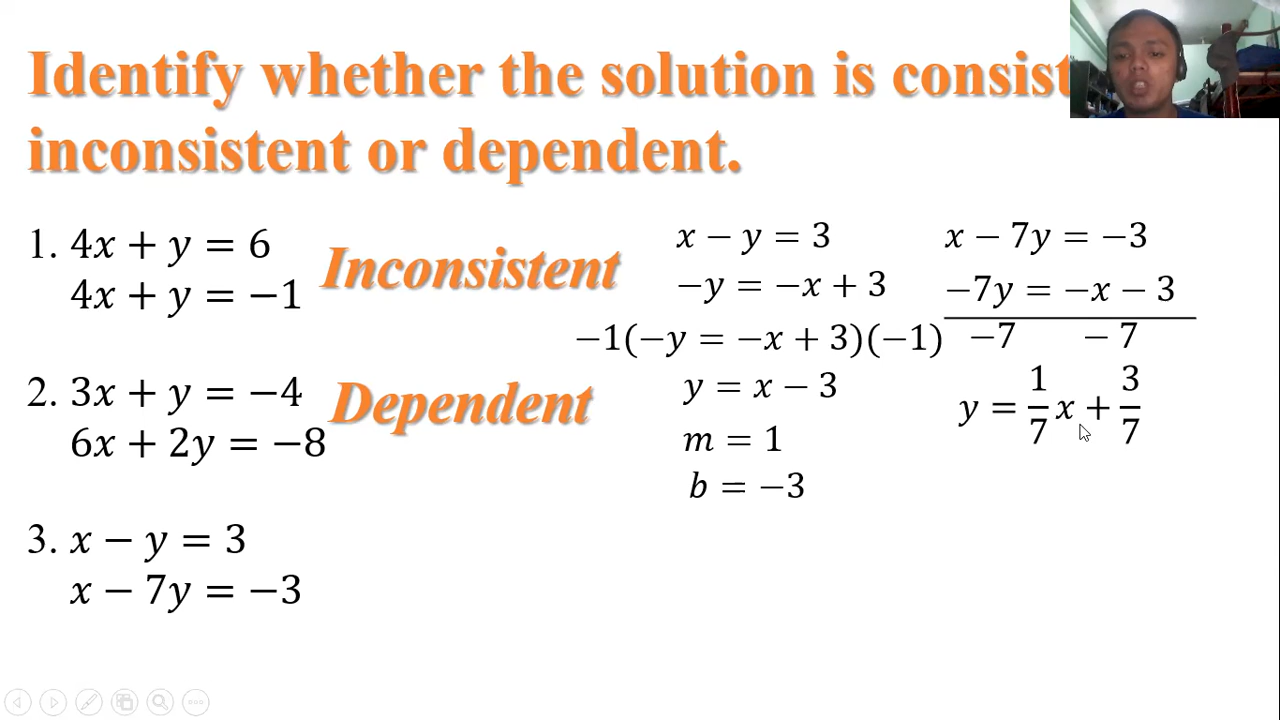 Identify whether the solution is consist
inconsistent or dependent.
1. 4x + y = 6
4x + y = −1
Inconsistent
2. 3x + y = −4
6x + 2y = −8
Dependent
3. x − y = 3
x − 7y = −3
x − y = 3
−y = −x + 3
−1(−y = −x + 3)(−1)
y = x − 3
m = 1
b = −3
x − 7y = −3
−7y = −x − 3
−7 − 7
y = 1/7 x + 3/7